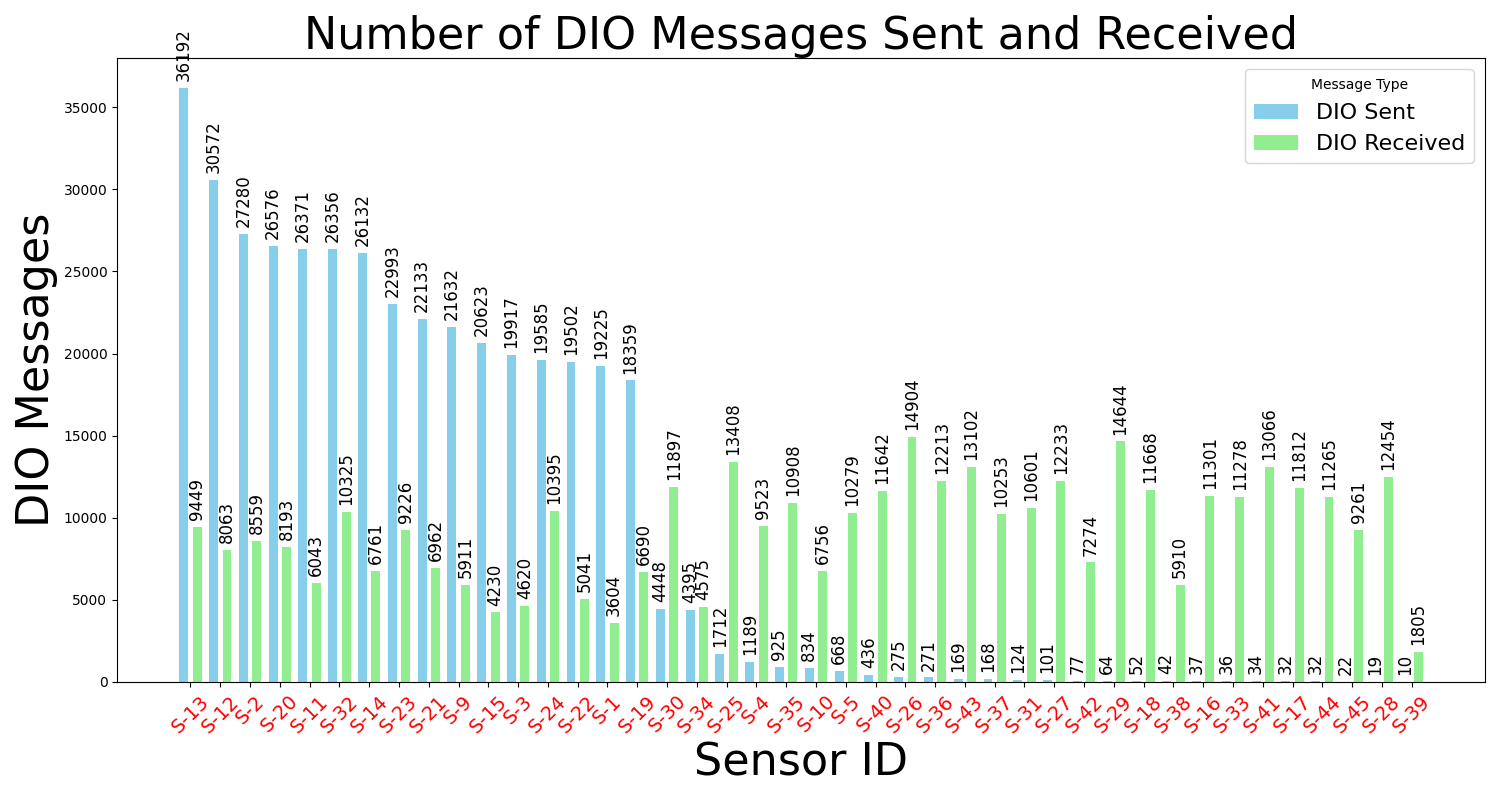 Number of DIO Messages Sent and Received
Message Type
DIO Sent
DIO Received
DIO Messages
35000
30000
25000
20000
15000
10000
5000
0
36192
9449
30572
8063
27280
8559
26576
8193
26371
6043
26356
10325
26132
6761
22993
9226
22133
6962
21632
5911
20623
4230
19917
4620
19585
10395
19502
5041
19225
3604
18359
6690
4448
11897
4395
4575
1712
13408
1189
9523
925
10908
834
6756
668
10279
436
11642
275
14904
271
12213
169
13102
168
10253
124
10601
101
12233
77
7274
64
14644
52
11668
42
5910
37
11301
36
11278
34
13066
32
11812
32
11265
22
9261
19
12454
10
1805
S-13
S-12
S-2
S-20
S-11
S-32
S-14
S-23
S-21
S-9
S-15
S-3
S-24
S-22
S-1
S-19
S-30
S-34
S-25
S-4
S-35
S-10
S-5
S-40
S-26
S-36
S-43
S-37
S-31
S-27
S-42
S-29
S-18
S-38
S-16
S-33
S-41
S-17
S-44
S-45
S-28
S-39
Sensor ID